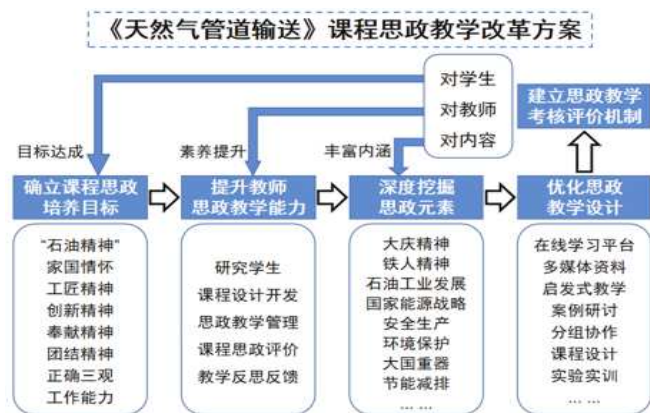 《天然气管道输送》课程思政教学改革方案
对学生
对教师
对内容
建立思政教学
考核评价机制
目标达成
素养提升
丰富内涵
确立课程思政
培养目标
提升教师
思政教学能力
深度挖掘
思政元素
优化思政
教学设计
“石油精神”
家国情怀
工匠精神
创新精神
奉献精神
团结精神
正确三观
工作能力
研究学生
课程设计开发
思政教学管理
课程思政评价
教学反思反馈
大庆精神
铁人精神
石油工业发展
国家能源战略
安全生产
环境保护
大国重器
节能减排
… …
在线学习平台
多媒体资料
启发式教学
案例研讨
分组协作
课程设计
实验实训
… …